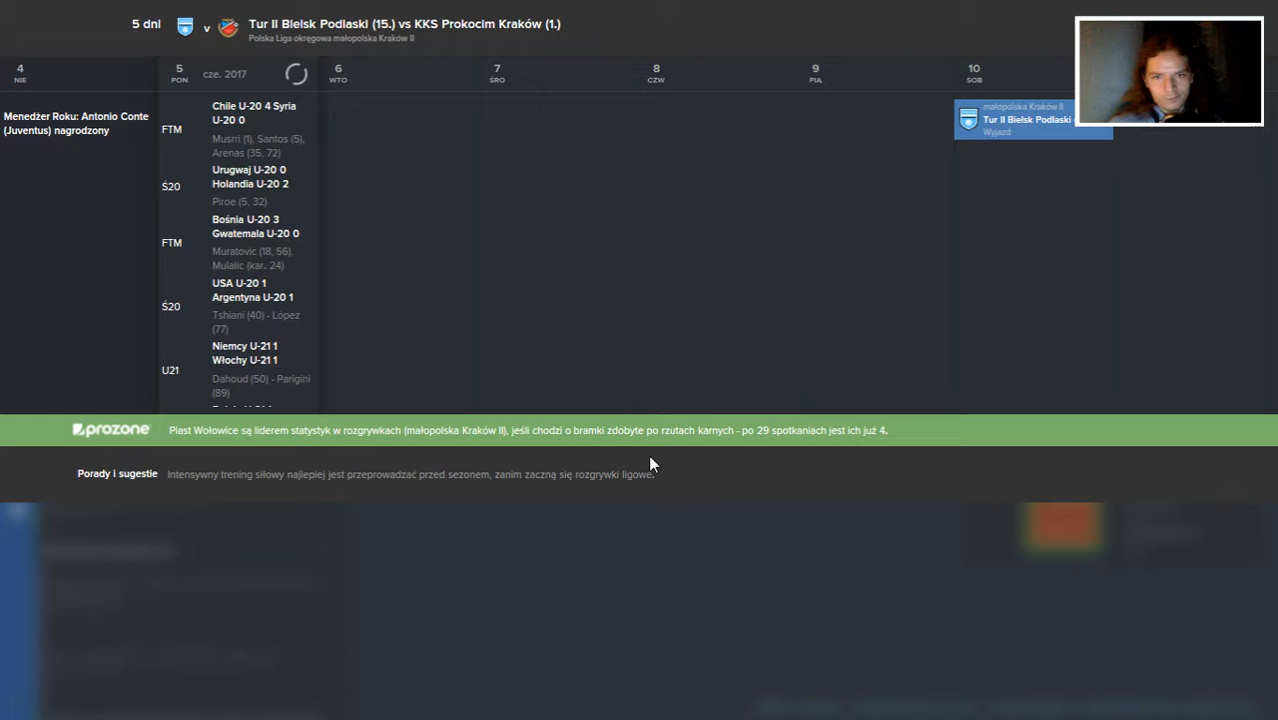 5 dni
v
Tur II Bielsk Podlaski (15.) vs KKS Prokocim Kraków (1.)
Polska Liga okręgowa małopolska Kraków II
4
NIE
5
PON
cze. 2017
6
WTO
7
ŚRO
8
CZW
9
PIĄ
10
SOB
Menedżer Roku: Antonio Conte
(Juventus) nagrodzony
FTM
Chile U-20 4 Syria
U-20 0
Musrri (1), Santos (5),
Arenas (35, 72)
Ś20
Urugwaj U-20 0
Holandia U-20 2
Piroe (5, 32)
FTM
Bośnia U-20 3
Gwatemala U-20 0
Muratovic (18, 56),
Mulalic (kar. 24)
Ś20
USA U-20 1
Argentyna U-20 1
Tshiani (40) - López
(77)
U21
Niemcy U-21 1
Włochy U-21 1
Dahoud (50) - Parigini
(89)
małopolska Kraków II
Tur II Bielsk Podlaski
Wyjazd
prozone
Piast Wołowice są liderem statystyk w rozgrywkach (małopolska Kraków II), jeśli chodzi o bramki zdobyte po rzutach karnych - po 29 spotkaniach jest ich już 4.
Porady i sugestie
Intensywny trening siłowy najlepiej jest przeprowadzać przed sezonem, zanim zaczną się rozgrywki ligowe.